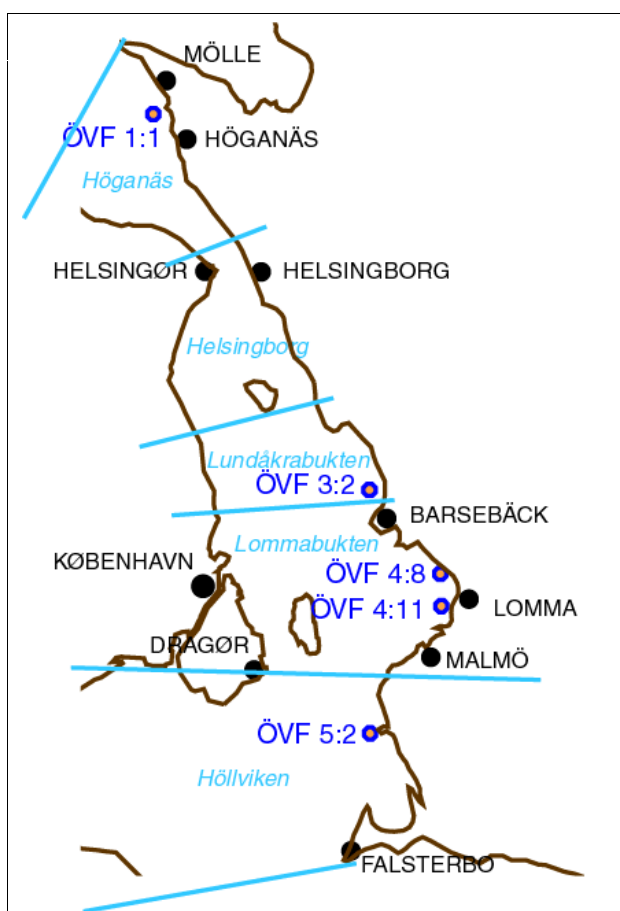 MÖLLE
ÖVF 1:1
HÖGANÄS
Höganäs
HELSINGØR
HELSINGBORG
Helsingborg
Lundåkrabukten
ÖVF 3:2
BARSEBÄCK
Lommabukten
KØBENHAVN
ÖVF 4:8
ÖVF 4:11
LOMMA
DRAGØR
MALMÖ
ÖVF 5:2
Höllviken
FALSTERBO